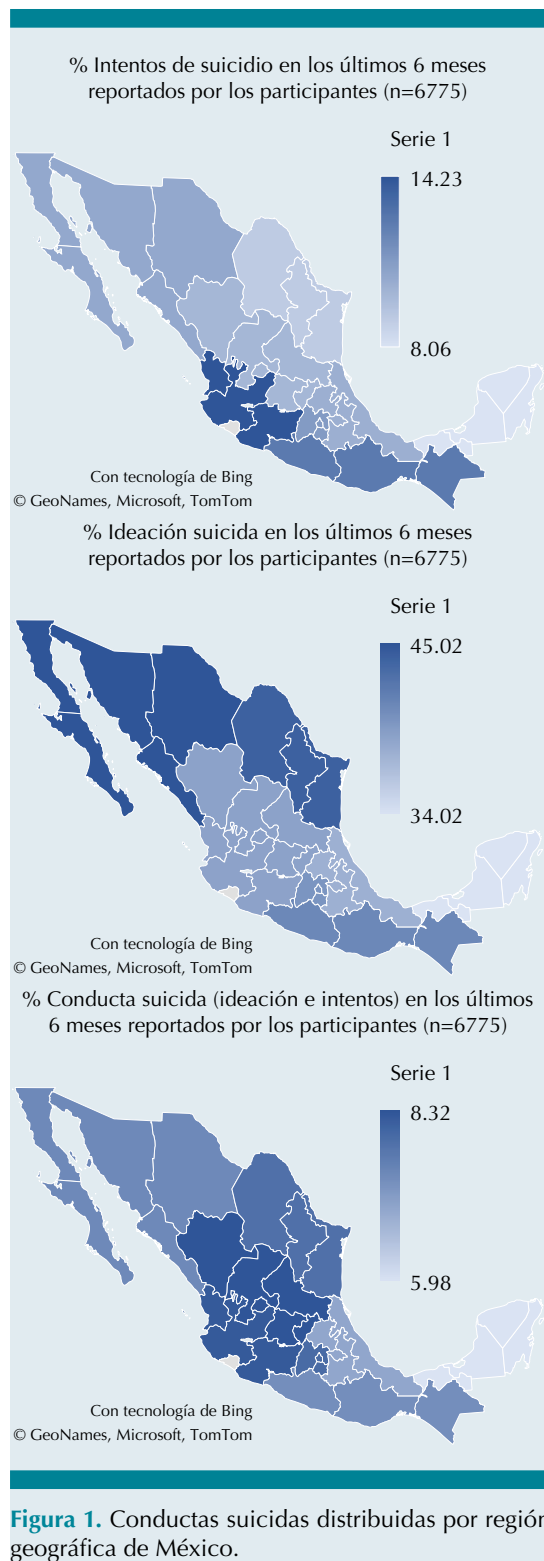 % Intentos de suicidio en los últimos 6 meses
reportados por los participantes (n=6775)
Serie 1
14.23
8.06
Con tecnología de Bing
© GeoNames, Microsoft, TomTom
% Ideación suicida en los últimos 6 meses
reportados por los participantes (n=6775)
Serie 1
45.02
34.02
Con tecnología de Bing
© GeoNames, Microsoft, TomTom
% Conducta suicida (ideación e intentos) en los últimos
6 meses reportados por los participantes (n=6775)
Serie 1
8.32
5.98
Con tecnología de Bing
© GeoNames, Microsoft, TomTom
Figura 1. Conductas suicidas distribuidas por región
geográfica de México.